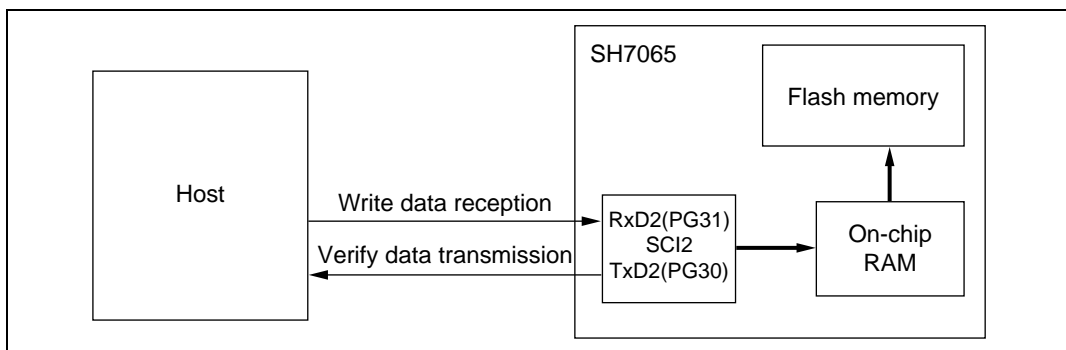 SH7065
Flash memory
Host
Write data reception
Verify data transmission
RxD2(PG31)
SCI2
TxD2(PG30)
On-chip
RAM